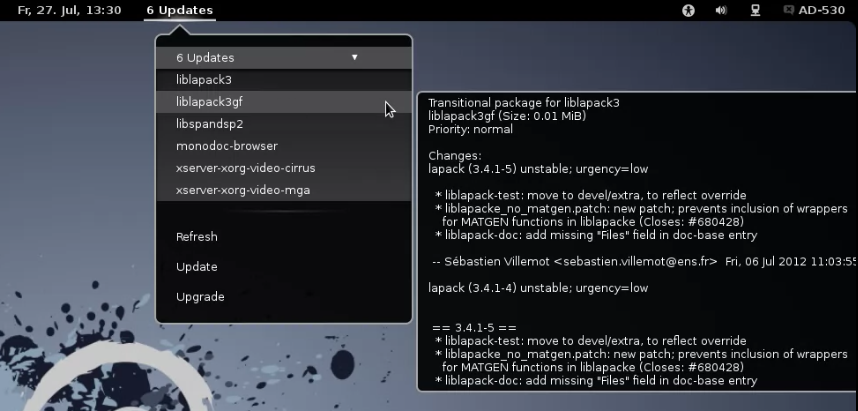 Fr, 27. Jul, 13:30 6 Updates AD-530
6 Updates ▼
liblapack3
liblapack3gf
libspandsp2
monodoc-browser
xserver-xorg-video-cirrus
xserver-xorg-video-mga
Refresh
Update
Upgrade
Transitional package for liblapack3
liblapack3gf (Size: 0.01 MiB)
Priority: normal
Changes:
lapack (3.4.1-5) unstable; urgency=low
* liblapack-test: move to devel/extra, to reflect override
* liblapacke_no_matgen.patch: new patch; prevents inclusion of wrappers
for MATGEN functions in liblapacke (Closes: #680428)
* liblapack-doc: add missing "Files" field in doc-base entry
-- Sébastien Villemot <sebastien.villemot@ens.fr> Fri, 06 Jul 2012 11:03:55
lapack (3.4.1-4) unstable; urgency=low
== 3.4.1-5 ==
* liblapack-test: move to devel/extra, to reflect override
* liblapacke_no_matgen.patch: new patch; prevents inclusion of wrappers
for MATGEN functions in liblapacke (Closes: #680428)
* liblapack-doc: add missing "Files" field in doc-base entry